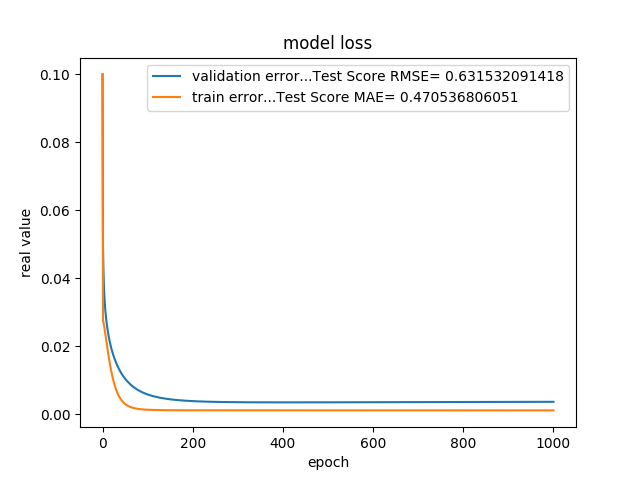 model loss
validation error...Test Score RMSE= 0.631532091418
train error...Test Score MAE= 0.470536806051
real value
0.10
0.08
0.06
0.04
0.02
0.00
0 200 400 600 800 1000
epoch